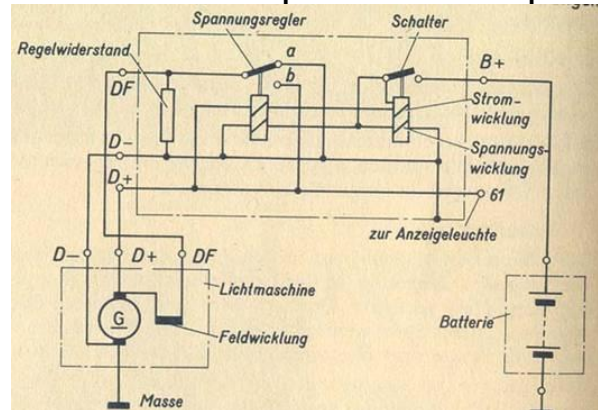 Spannungsregler
Schalter
Regelwiderstand
a
b
B+
DF
Strom-
wicklung
D-
Spannungs-
wicklung
D+
61
zur Anzeigeleuchte
D- D+ DF
Lichtmaschine
G
Feldwicklung
Batterie
Masse